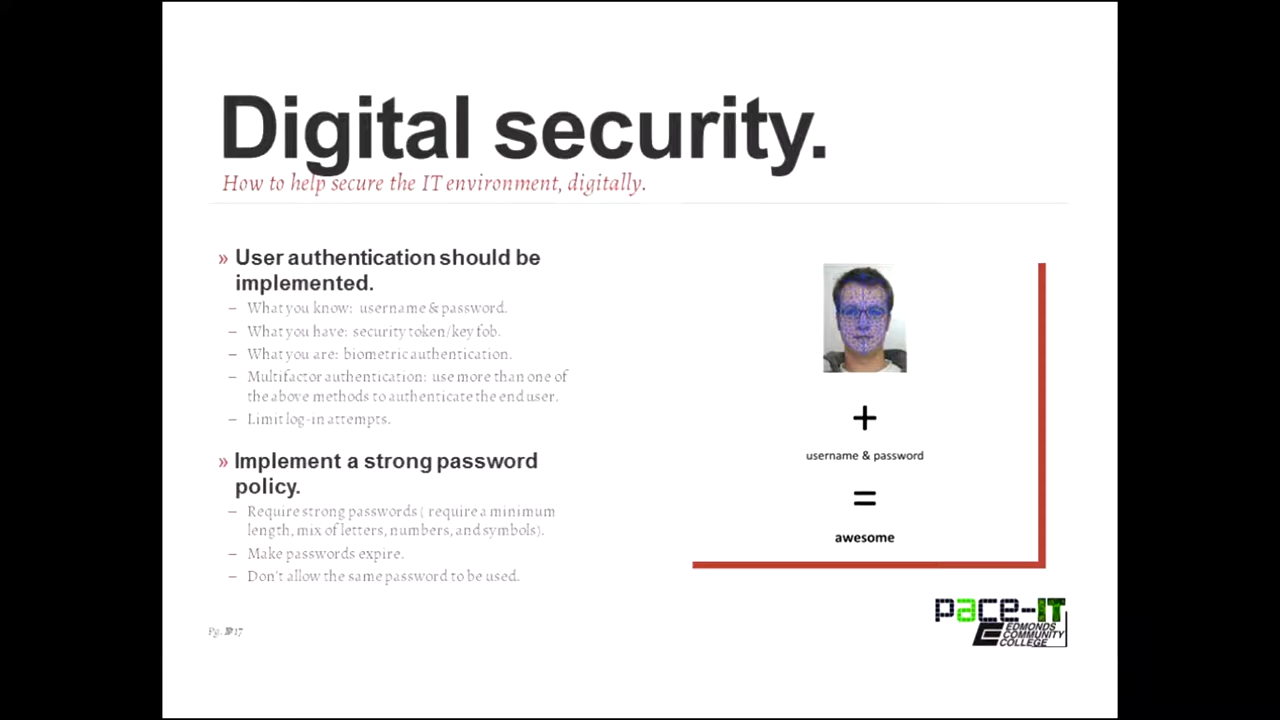 Digital security.
How to help secure the IT environment, digitally.
» User authentication should be
implemented.
– What you know: username & password.
– What you have: security token/key fob.
– What you are: biometric authentication.
– Multifactor authentication: use more than one of
the above methods to authenticate the end user.
– Limit log-in attempts.
» Implement a strong password
policy.
– Require strong passwords ( require a minimum
length, mix of letters, numbers, and symbols).
– Make passwords expire.
– Don't allow the same password to be used.
+
username & password
=
awesome
pace-IT
EDMONDS
COMMUNITY
COLLEGE
Pg. 17